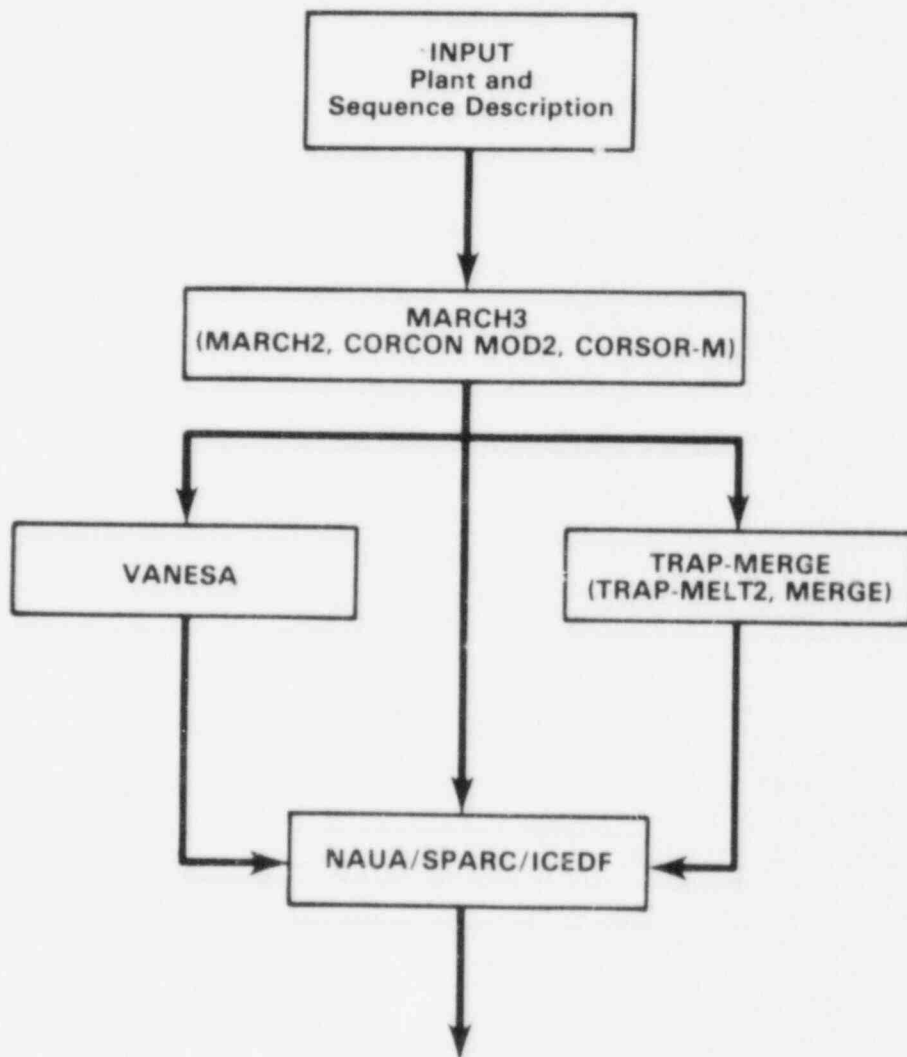 INPUT
Plant and
Sequence Description
MARCH3
(MARCH2, CORCON MOD2, CORSOR-M)
VANESA
TRAP-MERGE
(TRAP-MELT2, MERGE)
NAUA/SPARC/ICEDF